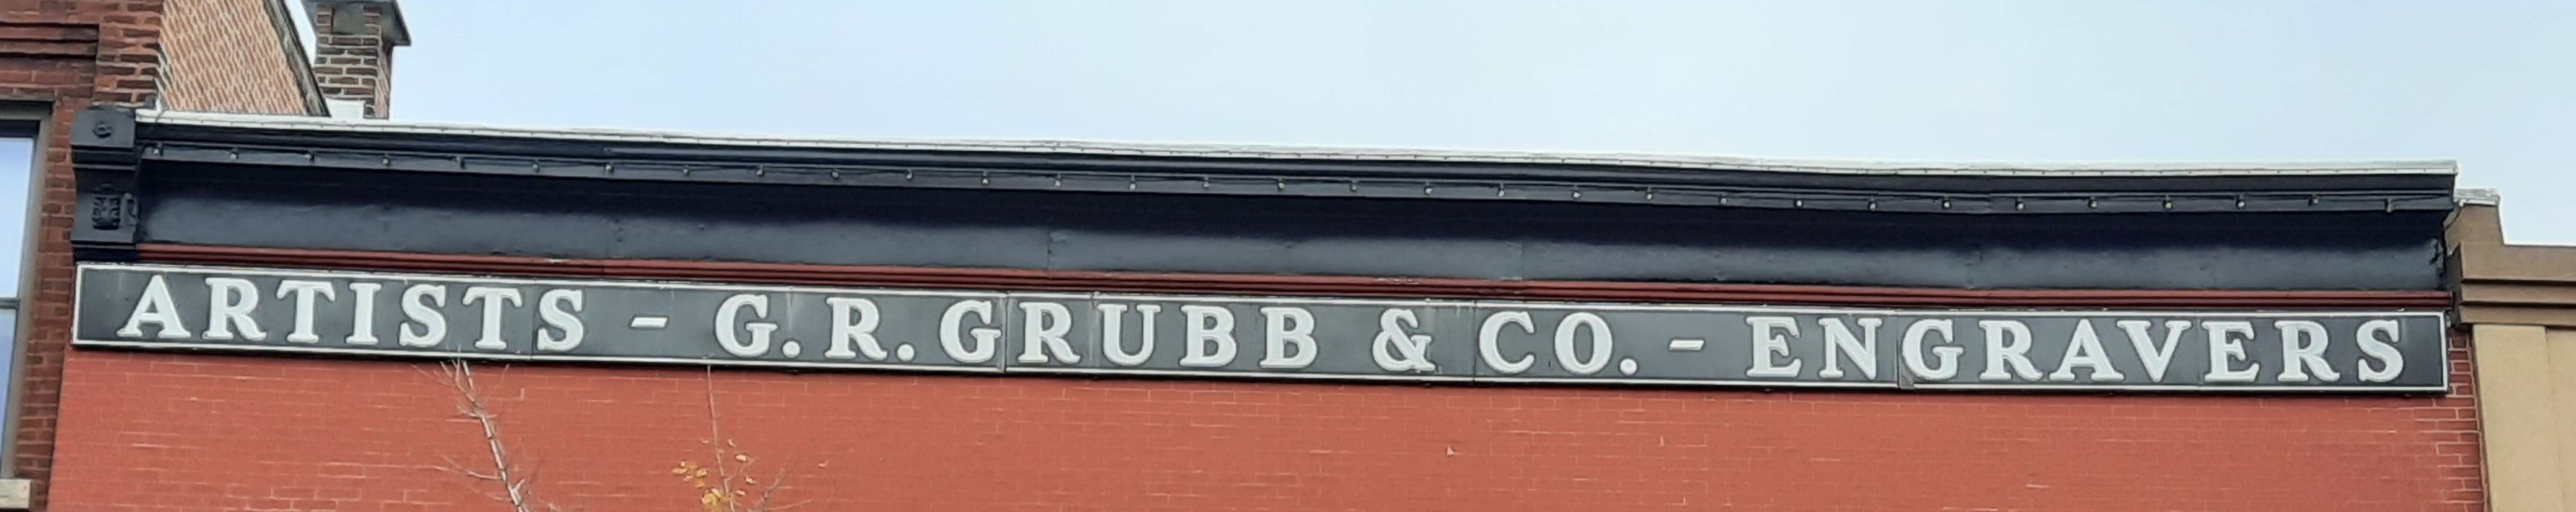 ARTISTS - G.R.GRUBB & CO. - ENGRAVERS